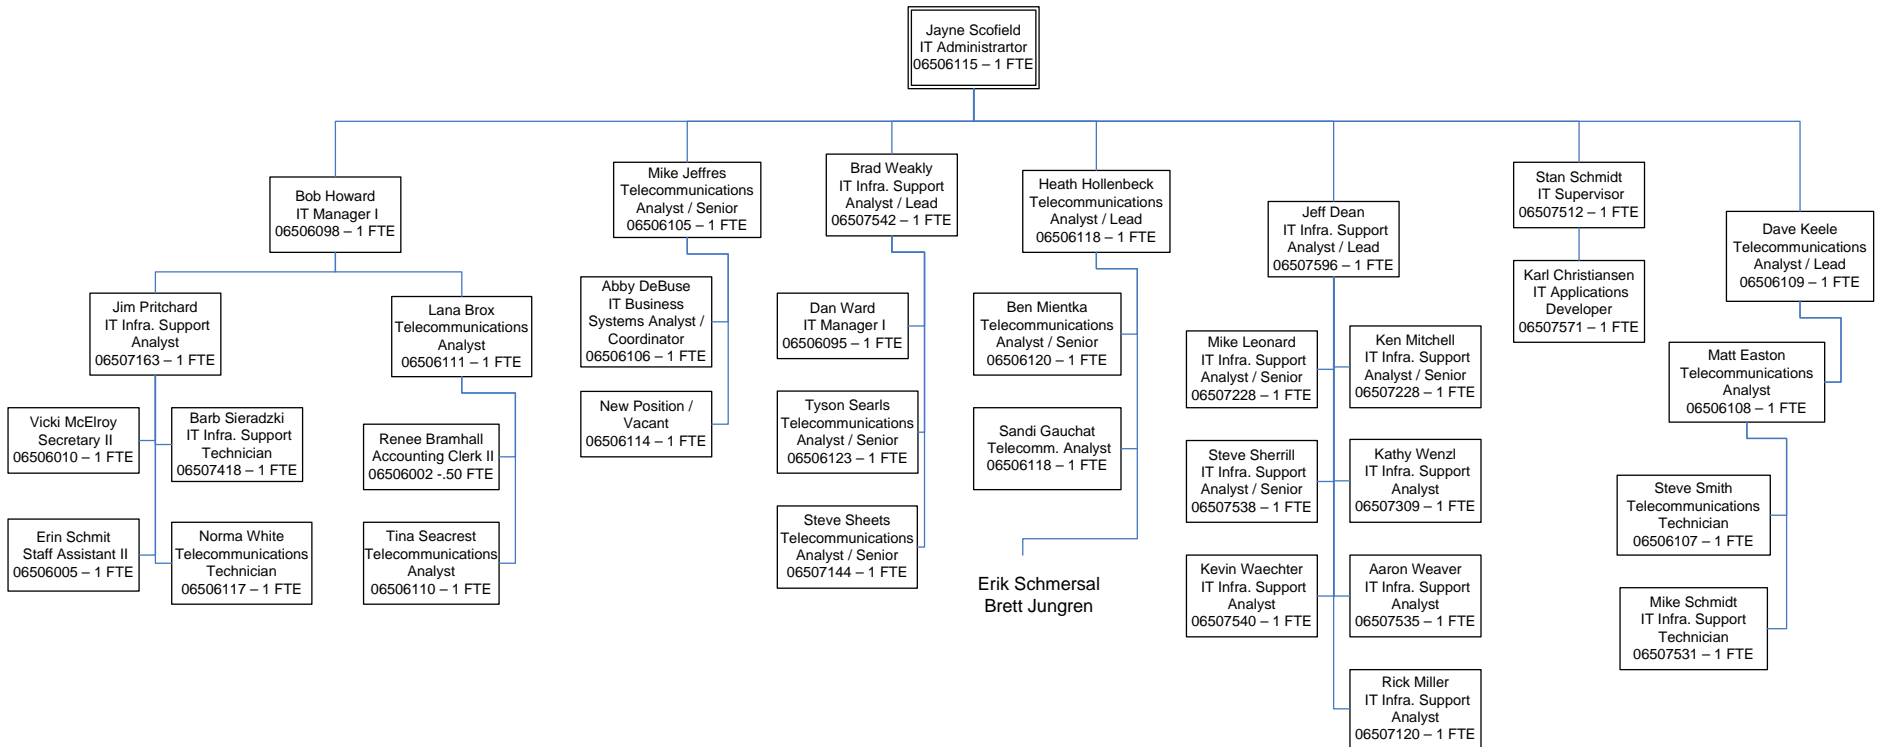 Jayne Scofield
IT Administrartor
06506115 – 1 FTE
Bob Howard
IT Manager I
06506098 – 1 FTE
Jim Pritchard
IT Infra. Support
Analyst
06507163 – 1 FTE
Vicki McElroy
Secretary II
06506010 – 1 FTE
Barb Sieradzki
IT Infra. Support
Technician
06507418 – 1 FTE
Erin Schmit
Staff Assistant II
06506005 – 1 FTE
Norma White
Telecommunications
Technician
06506117 – 1 FTE
Lana Brox
Telecommunications
Analyst
06506111 – 1 FTE
Renee Bramhall
Accounting Clerk II
06506002 -.50 FTE
Tina Seacrest
Telecommunications
Analyst
06506110 – 1 FTE
Mike Jeffres
Telecommunications
Analyst / Senior
06506105 – 1 FTE
Abby DeBuse
IT Business
Systems Analyst /
Coordinator
06506106 – 1 FTE
New Position /
Vacant
06506114 – 1 FTE
Brad Weakly
IT Infra. Support
Analyst / Lead
06507542 – 1 FTE
Dan Ward
IT Manager I
06506095 – 1 FTE
Tyson Searls
Telecommunications
Analyst / Senior
06506123 – 1 FTE
Steve Sheets
Telecommunications
Analyst / Senior
06507144 – 1 FTE
Heath Hollenbeck
Telecommunications
Analyst / Lead
06506118 – 1 FTE
Ben Mientka
Telecommunications
Analyst / Senior
06506120 – 1 FTE
Sandi Gauchat
Telecomm. Analyst
06506118 – 1 FTE
Erik Schmersal
Brett Jungren
Jeff Dean
IT Infra. Support
Analyst / Lead
06507596 – 1 FTE
Mike Leonard
IT Infra. Support
Analyst / Senior
06507228 – 1 FTE
Ken Mitchell
IT Infra. Support
Analyst / Senior
06507228 – 1 FTE
Steve Sherrill
IT Infra. Support
Analyst / Senior
06507538 – 1 FTE
Kathy Wenzl
IT Infra. Support
Analyst
06507309 – 1 FTE
Kevin Waechter
IT Infra. Support
Analyst
06507540 – 1 FTE
Aaron Weaver
IT Infra. Support
Analyst
06507535 – 1 FTE
Rick Miller
IT Infra. Support
Analyst
06507120 – 1 FTE
Stan Schmidt
IT Supervisor
06507512 – 1 FTE
Karl Christiansen
IT Applications
Developer
06507571 – 1 FTE
Dave Keele
Telecommunications
Analyst / Lead
06506109 – 1 FTE
Matt Easton
Telecommunications
Analyst
06506108 – 1 FTE
Steve Smith
Telecommunications
Technician
06506107 – 1 FTE
Mike Schmidt
IT Infra. Support
Technician
06507531 – 1 FTE